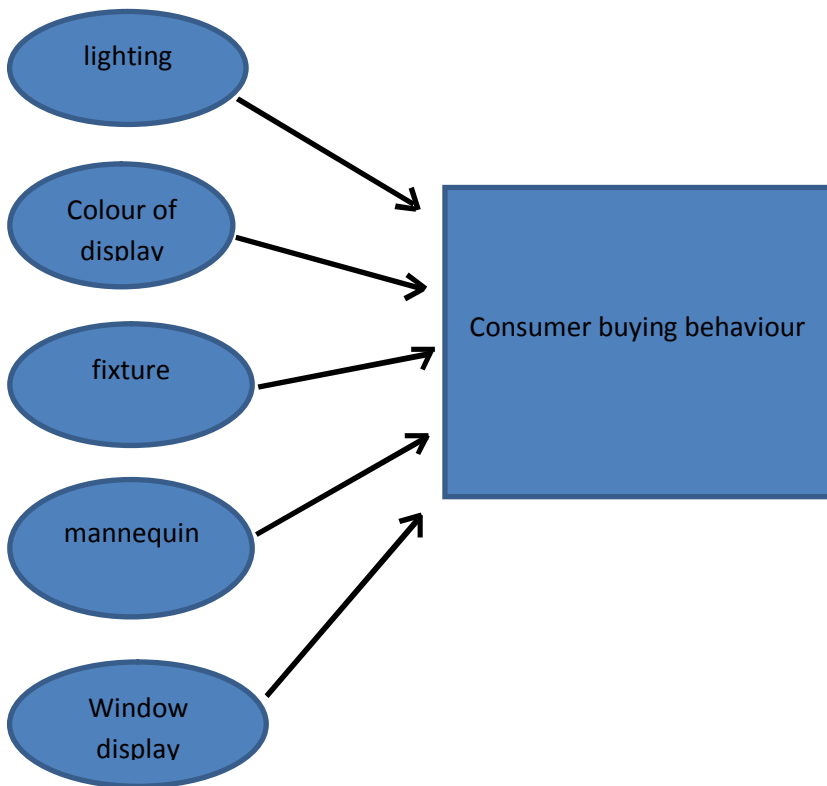 lighting
Colour of
display
fixture
Consumer buying behaviour
mannequin
Window
display